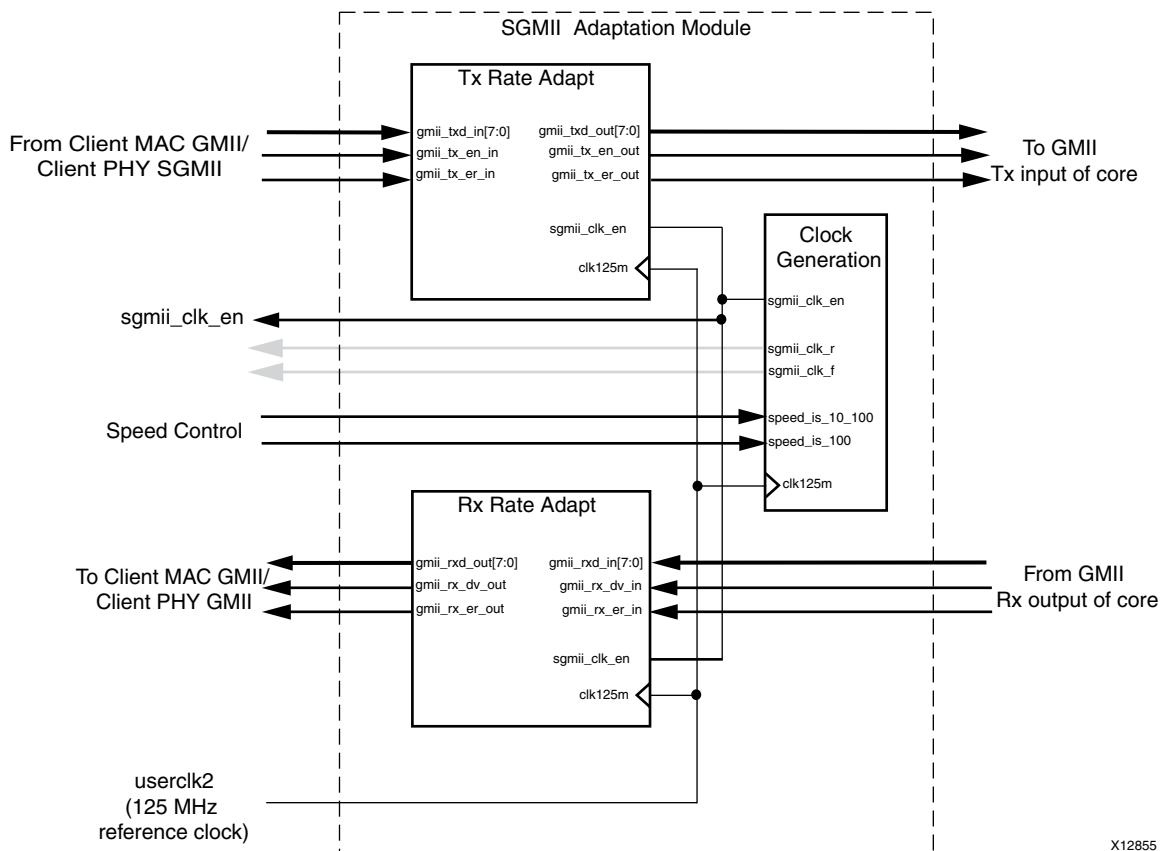 SGMII Adaptation Module
Tx Rate Adapt
From Client MAC GMII/
Client PHY SGMII
gmii_txd_in[7:0]
gmii_tx_en_in
gmii_tx_er_in
gmii_txd_out[7:0]
gmii_tx_en_out
gmii_tx_er_out
sgmii_clk_en
clk125m
To GMII
Tx input of core
Clock
Generation
sgmii_clk_en
sgmii_clk_r
sgmii_clk_f
speed_is_10_100
speed_is_100
clk125m
sgmii_clk_en
Speed Control
Rx Rate Adapt
To Client MAC GMII/
Client PHY GMII
gmii_rxd_out[7:0]
gmii_rx_dv_out
gmii_rx_er_out
gmii_rxd_in[7:0]
gmii_rx_dv_in
gmii_rx_er_in
sgmii_clk_en
clk125m
From GMII
Rx output of core
userclk2
(125 MHz
reference clock)
X12855